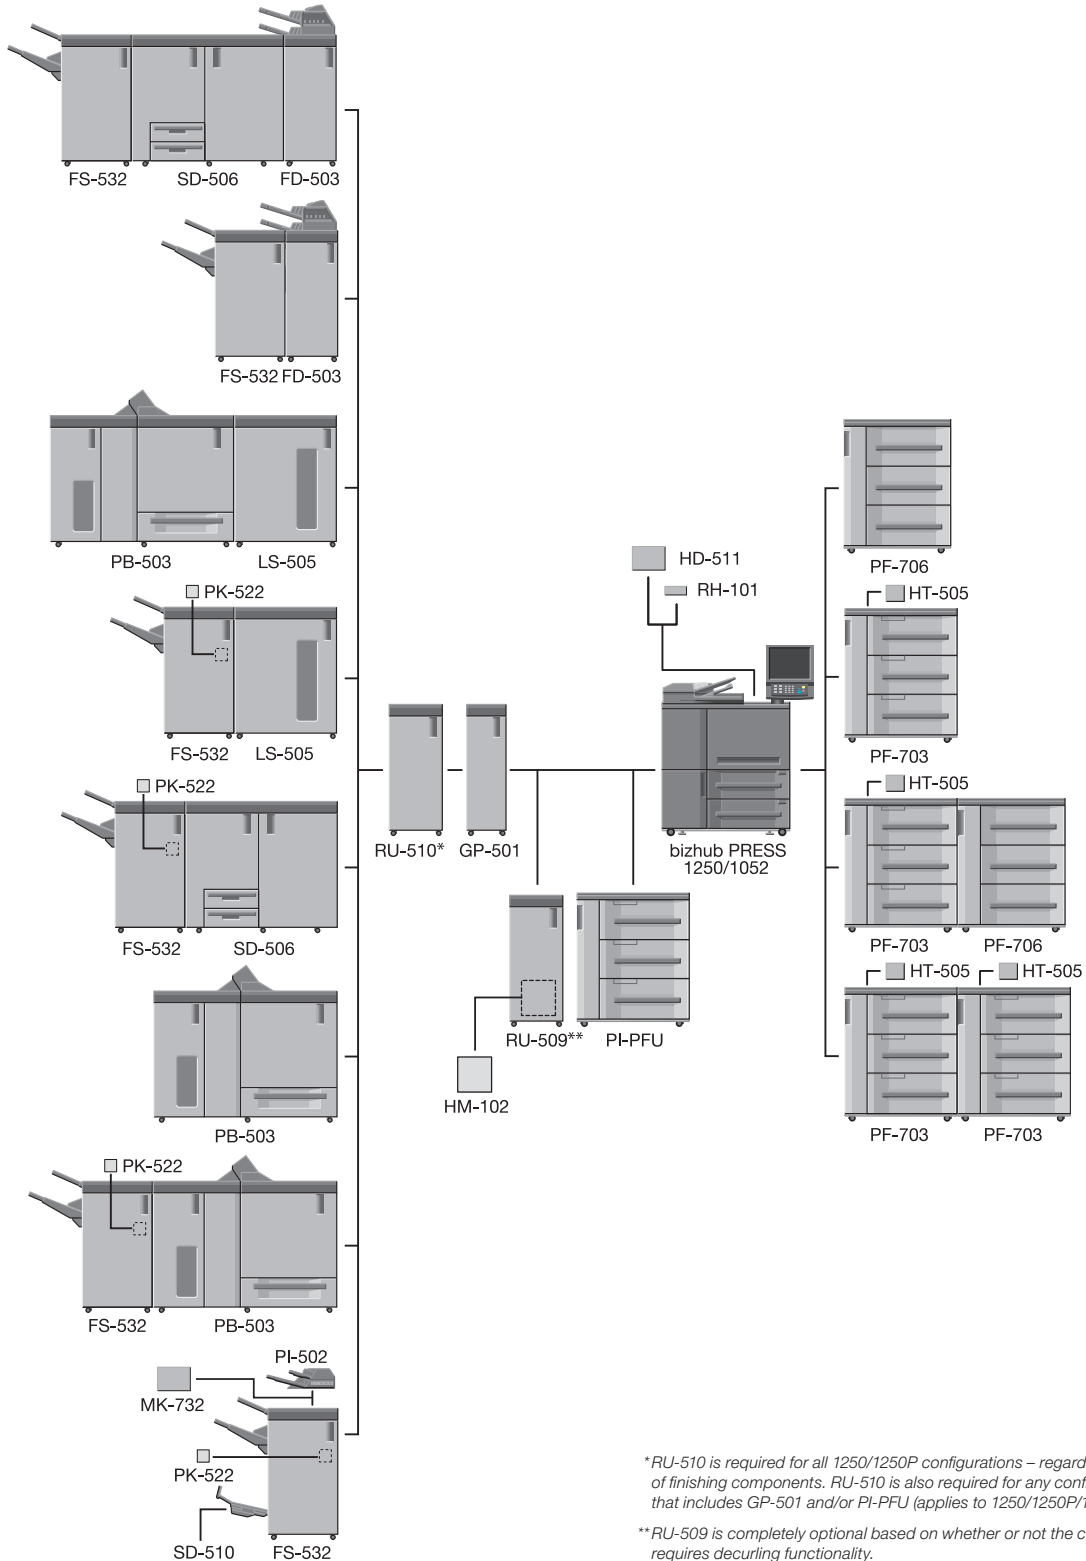 FS-532 SD-506 FD-503
FS-532 FD-503
PB-503 LS-505
PK-522
FS-532 LS-505
PK-522
FS-532 SD-506
PB-503
PK-522
FS-532 PB-503
PI-502
MK-732
PK-522
SD-510 FS-532
RU-510* GP-501
HD-511
RH-101
bizhub PRESS
1250/1052
RU-509** PI-PFU
HM-102
PF-706
HT-505
PF-703
HT-505
PF-703 PF-706
HT-505 HT-505
PF-703 PF-703
*RU-510 is required for all 1250/1250P configurations – regard
of finishing components. RU-510 is also required for any conf
that includes GP-501 and/or PI-PFU (applies to 1250/1250P/1
**RU-509 is completely optional based on whether or not the c
requires decurling functionality.